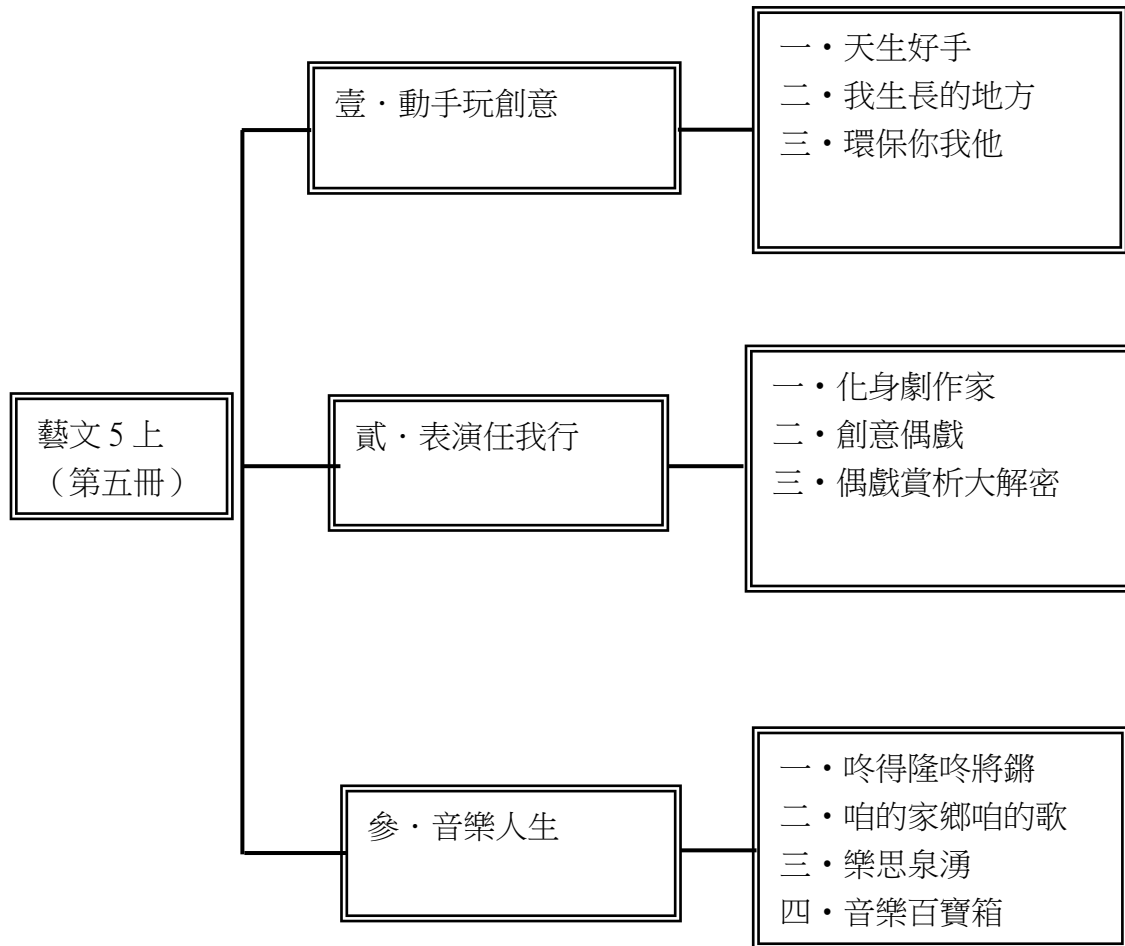 藝文 5 上
（第五冊）
壹．動手玩創意
一・天生好手
二・我生長的地方
三・環保你我他
貳．表演任我行
一・化身劇作家
二・創意偶戲
三・偶戲賞析大解密
參．音樂人生
一・咚得隆咚將鏘
二・咱的家鄉咱的歌
三・樂思泉湧
四・音樂百寶箱